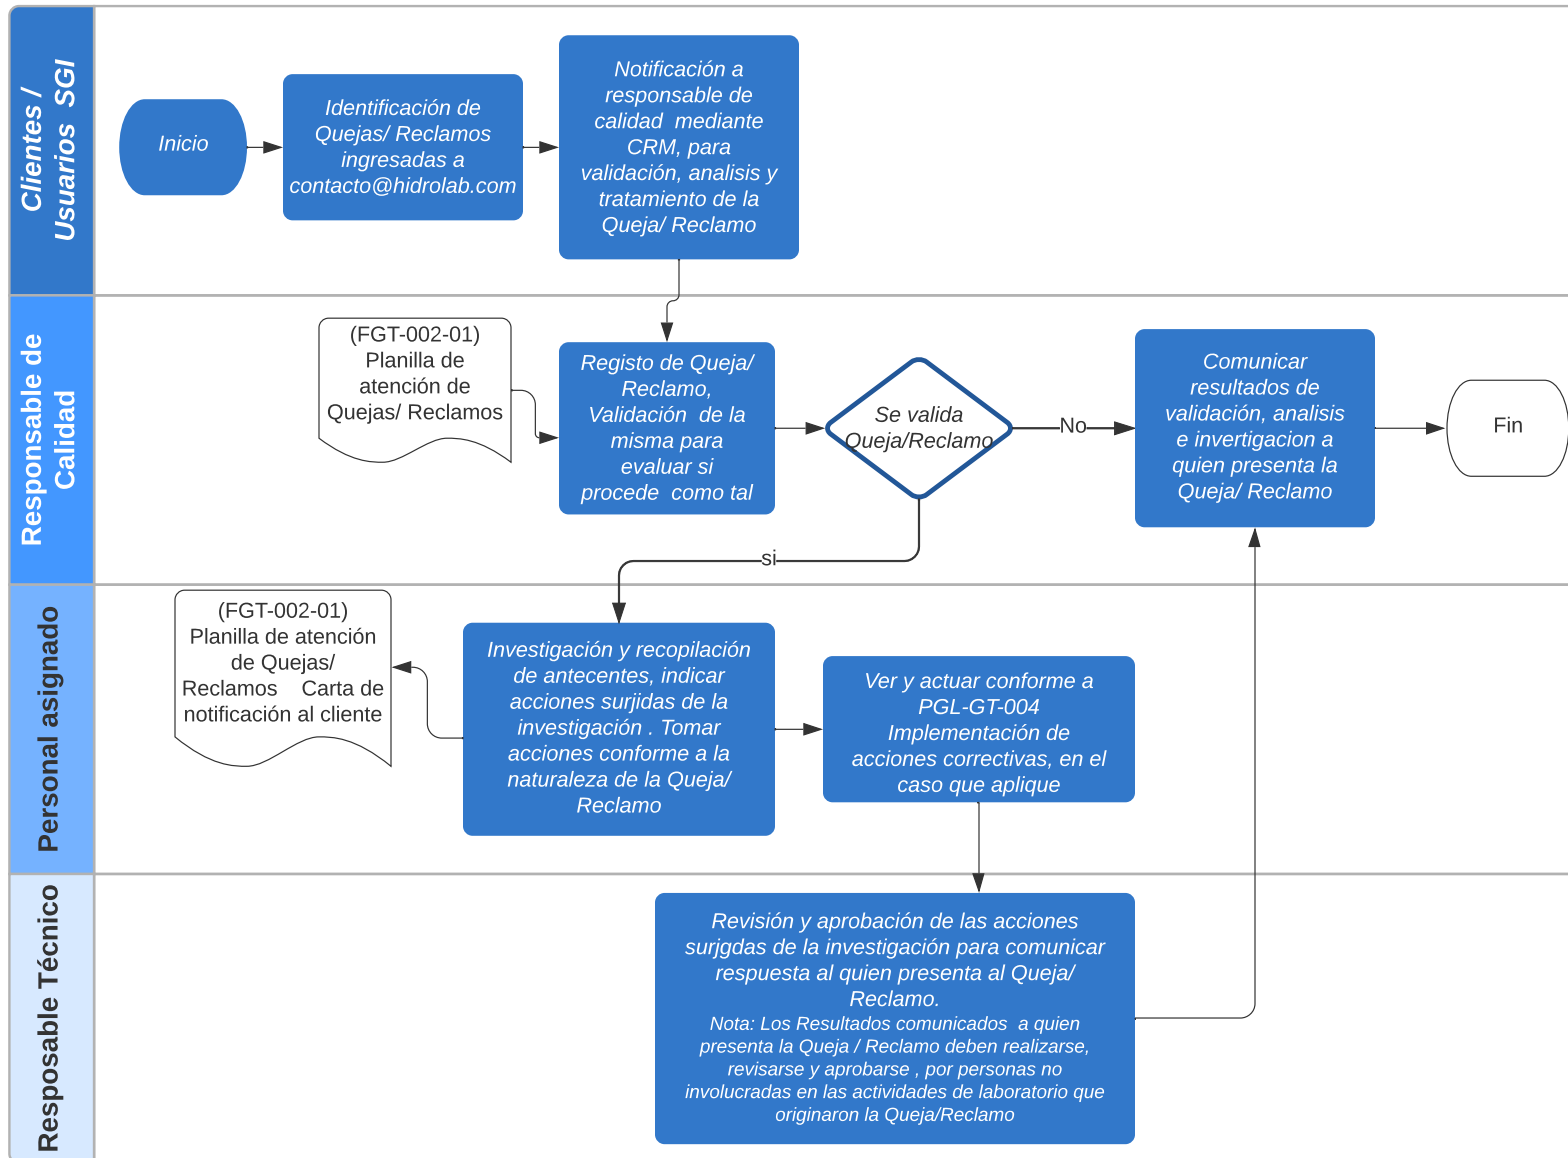 Clientes /
Usuarios  SGI
Inicio
Identificación de
Quejas/ Reclamos
ingresadas a
contacto@hidrolab.com
Notificación a
responsable de
calidad  mediante
CRM, para
validación, analisis y
tratamiento de la
Queja/ Reclamo
Responsable de
Calidad
(FGT-002-01)
Planilla de
atención de
Quejas/ Reclamos
Registo de Queja/
Reclamo,
Validación  de la
misma para
evaluar si
procede  como tal
Se valida
Queja/Reclamo
No
Comunicar
resultados de
validación, analisis
e invertigacion a
quien presenta la
Queja/ Reclamo
Fin
si
Personal asignado
(FGT-002-01)
Planilla de atención
de Quejas/
Reclamos    Carta de
notificación al cliente
Investigación y recopilación
de antecentes, indicar
acciones surjidas de la
investigación . Tomar
acciones conforme a la
naturaleza de la Queja/
Reclamo
Ver y actuar conforme a
PGL-GT-004
Implementación de
acciones correctivas, en el
caso que aplique
Resposable Técnico
Revisión y aprobación de las acciones
surjgdas de la investigación para comunicar
respuesta al quien presenta al Queja/
Reclamo.
Nota: Los Resultados comunicados  a quien
presenta la Queja / Reclamo deben realizarse,
revisarse y aprobarse , por personas no
involucradas en las actividades de laboratorio que
originaron la Queja/Reclamo